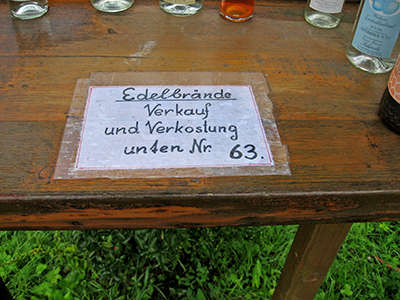 Edelbrände
Verkauf
und Verkostung
unten Nr. 63.